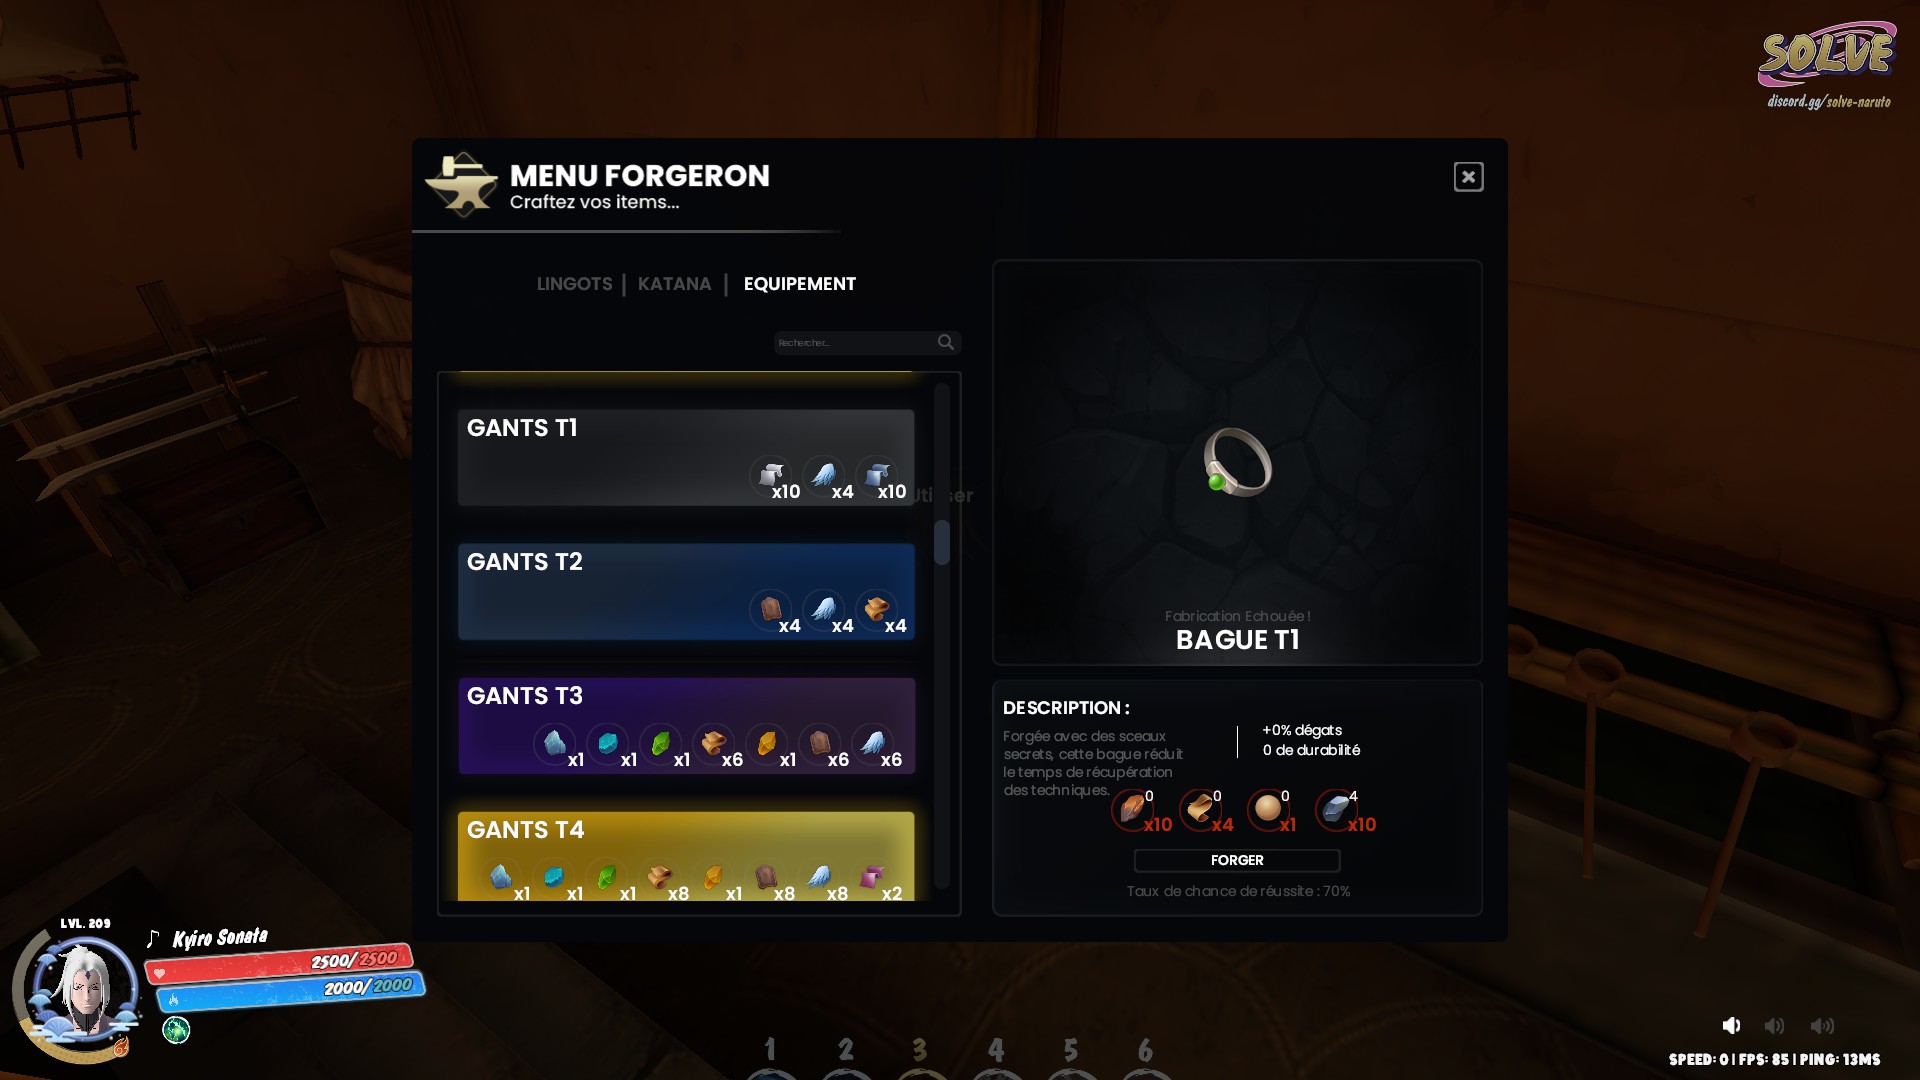 SOLVE
discord.gg/solve-naruto
MENU FORGERON
Craftez vos items...
LINGOTS | KATANA | EQUIPEMENT
Rechercher...
GANTS T1
x10 x4 x10
GANTS T2
x4 x4 x4
GANTS T3
x1 x1 x1 x6 x1 x6 x6
GANTS T4
x1 x1 x1 x8 x1 x8 x8 x2
Fabrication Echouée !
BAGUE T1
DESCRIPTION :
Forgée avec des sceaux
secrets, cette bague réduit
le temps de récupération
des techniques.
+0% dégats
0 de durabilité
0 0 0 4
x10 x4 x1 x10
FORGER
Taux de chance de réussite : 70%
LVL. 209
Kyiro Sonata
2500/2500
2000/2000
1 2 3 4 5 6
SPEED: 0 | FPS: 85 | PING: 13MS